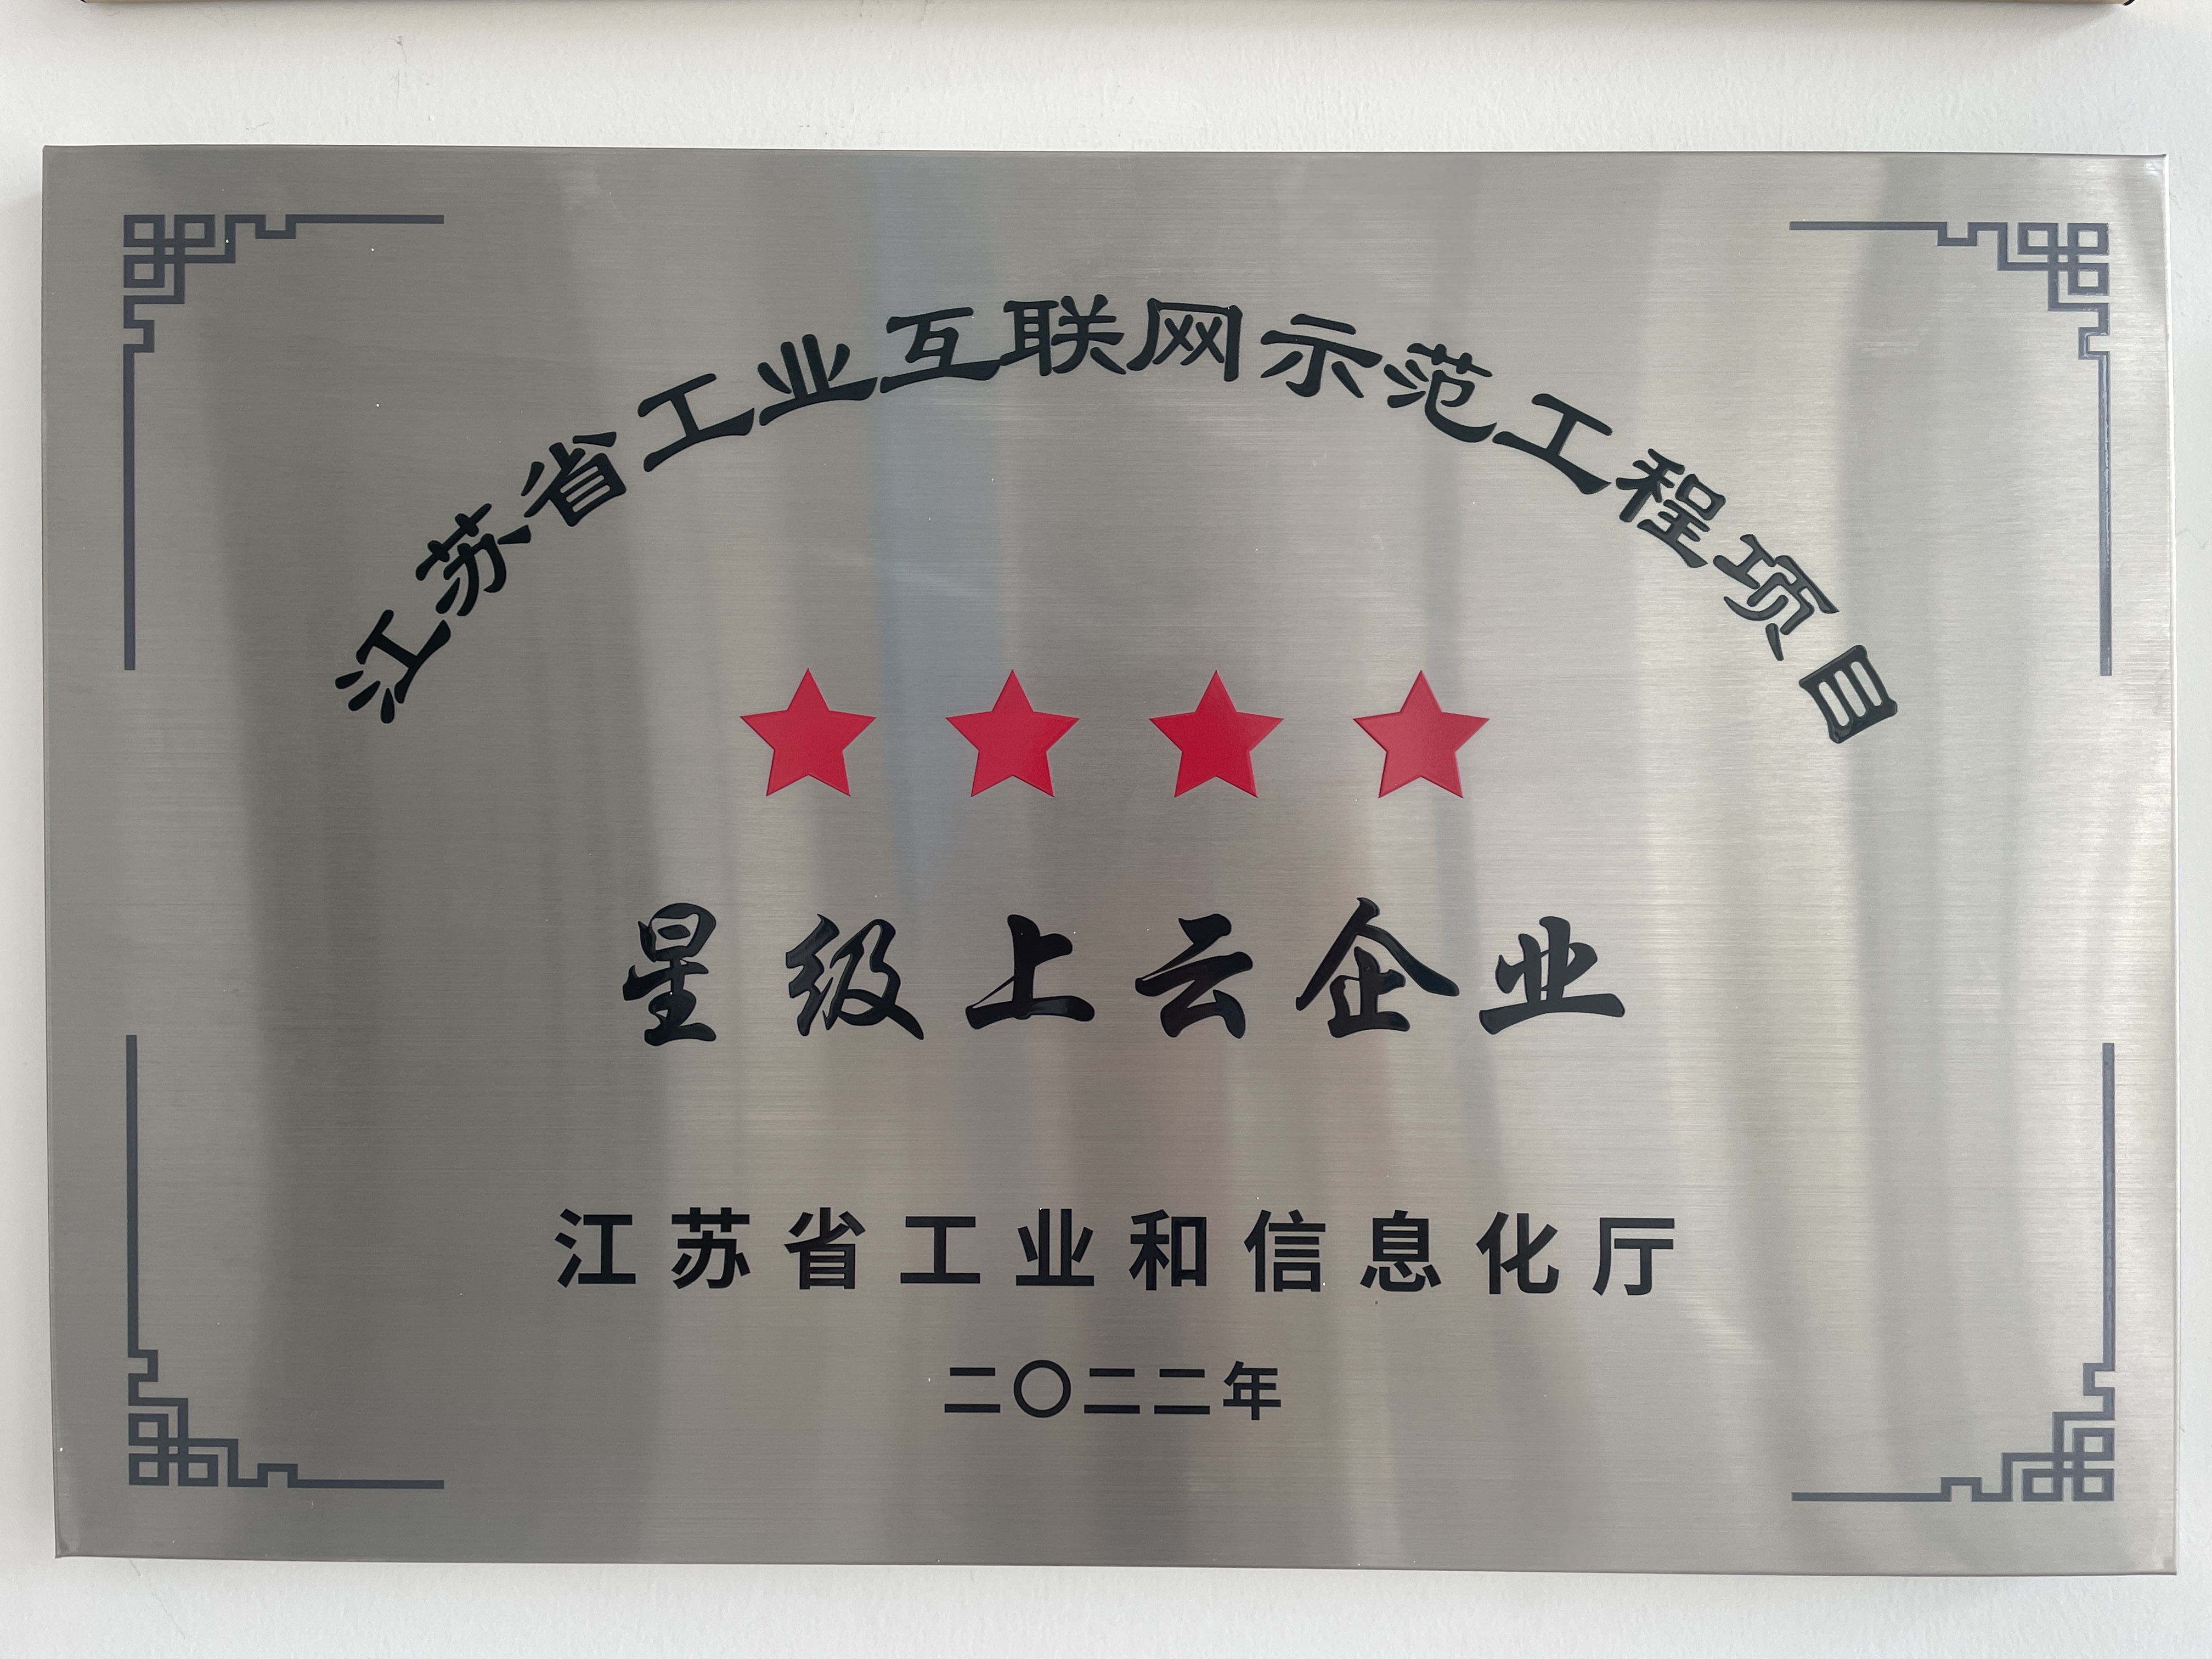 江苏省工业互联网示范工程项目
星级上云企业
江苏省工业和信息化厅
二〇二二年